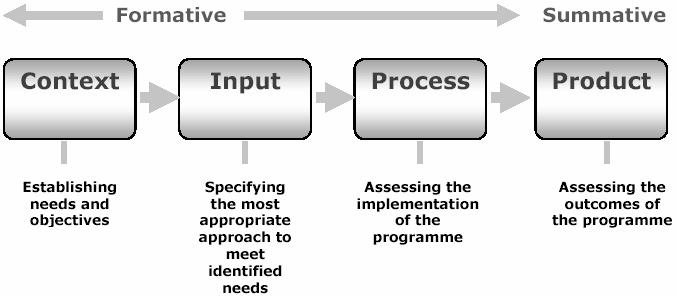 Formative
Summative
Context
Input
Process
Product
Establishing
needs and
objectives
Specifying
the most
appropriate
approach to
meet
identified
needs
Assessing the
implementation
of the
programme
Assessing the
outcomes of
the programme